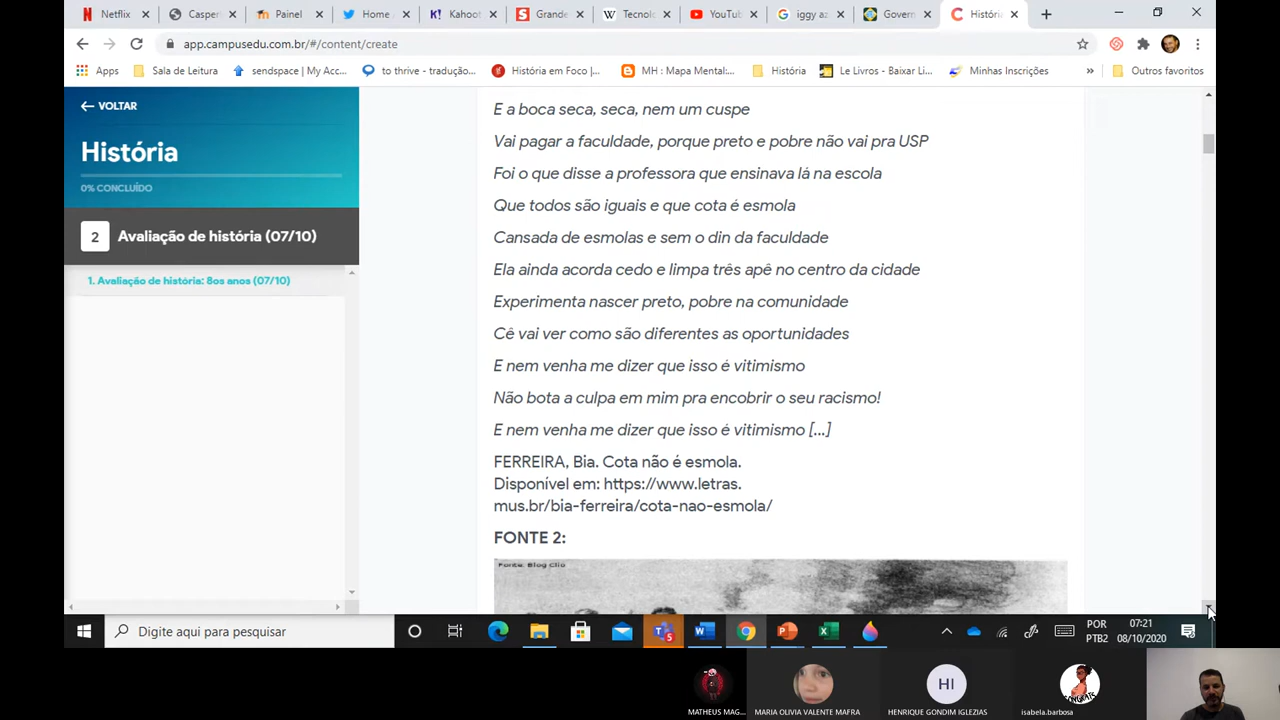 Netflix
Casper
Painel
Home
Kahoot
Grande
Tecnol
YouTub
iggy az
Govern
Históri
app.campusedu.com.br/#/content/create
Apps
Sala de Leitura
sendspace | My Acc...
to thrive - tradução...
História em Foco |...
MH : Mapa Mental:...
História
Le Livros - Baixar Li...
Minhas Inscrições
»
Outros favoritos
← VOLTAR
História
0% CONCLUÍDO
2 Avaliação de história (07/10)
1. Avaliação de história: 8os anos (07/10)
E a boca seca, seca, nem um cuspe
Vai pagar a faculdade, porque preto e pobre não vai pra USP
Foi o que disse a professora que ensinava lá na escola
Que todos são iguais e que cota é esmola
Cansada de esmolas e sem o din da faculdade
Ela ainda acorda cedo e limpa três apê no centro da cidade
Experimenta nascer preto, pobre na comunidade
Cê vai ver como são diferentes as oportunidades
E nem venha me dizer que isso é vitimismo
Não bota a culpa em mim pra encobrir o seu racismo!
E nem venha me dizer que isso é vitimismo [...]
FERREIRA, Bia. Cota não é esmola.
Disponível em: https://www.letras.
mus.br/bia-ferreira/cota-nao-esmola/
FONTE 2:
Fonte: Blog Clio
Digite aqui para pesquisar
POR
PTB2
07:21
08/10/2020
HI
MATHEUS MAG...
MARIA OLIVIA VALENTE MAFRA
HENRIQUE GONDIM IGLEZIAS
isabela.barbosa